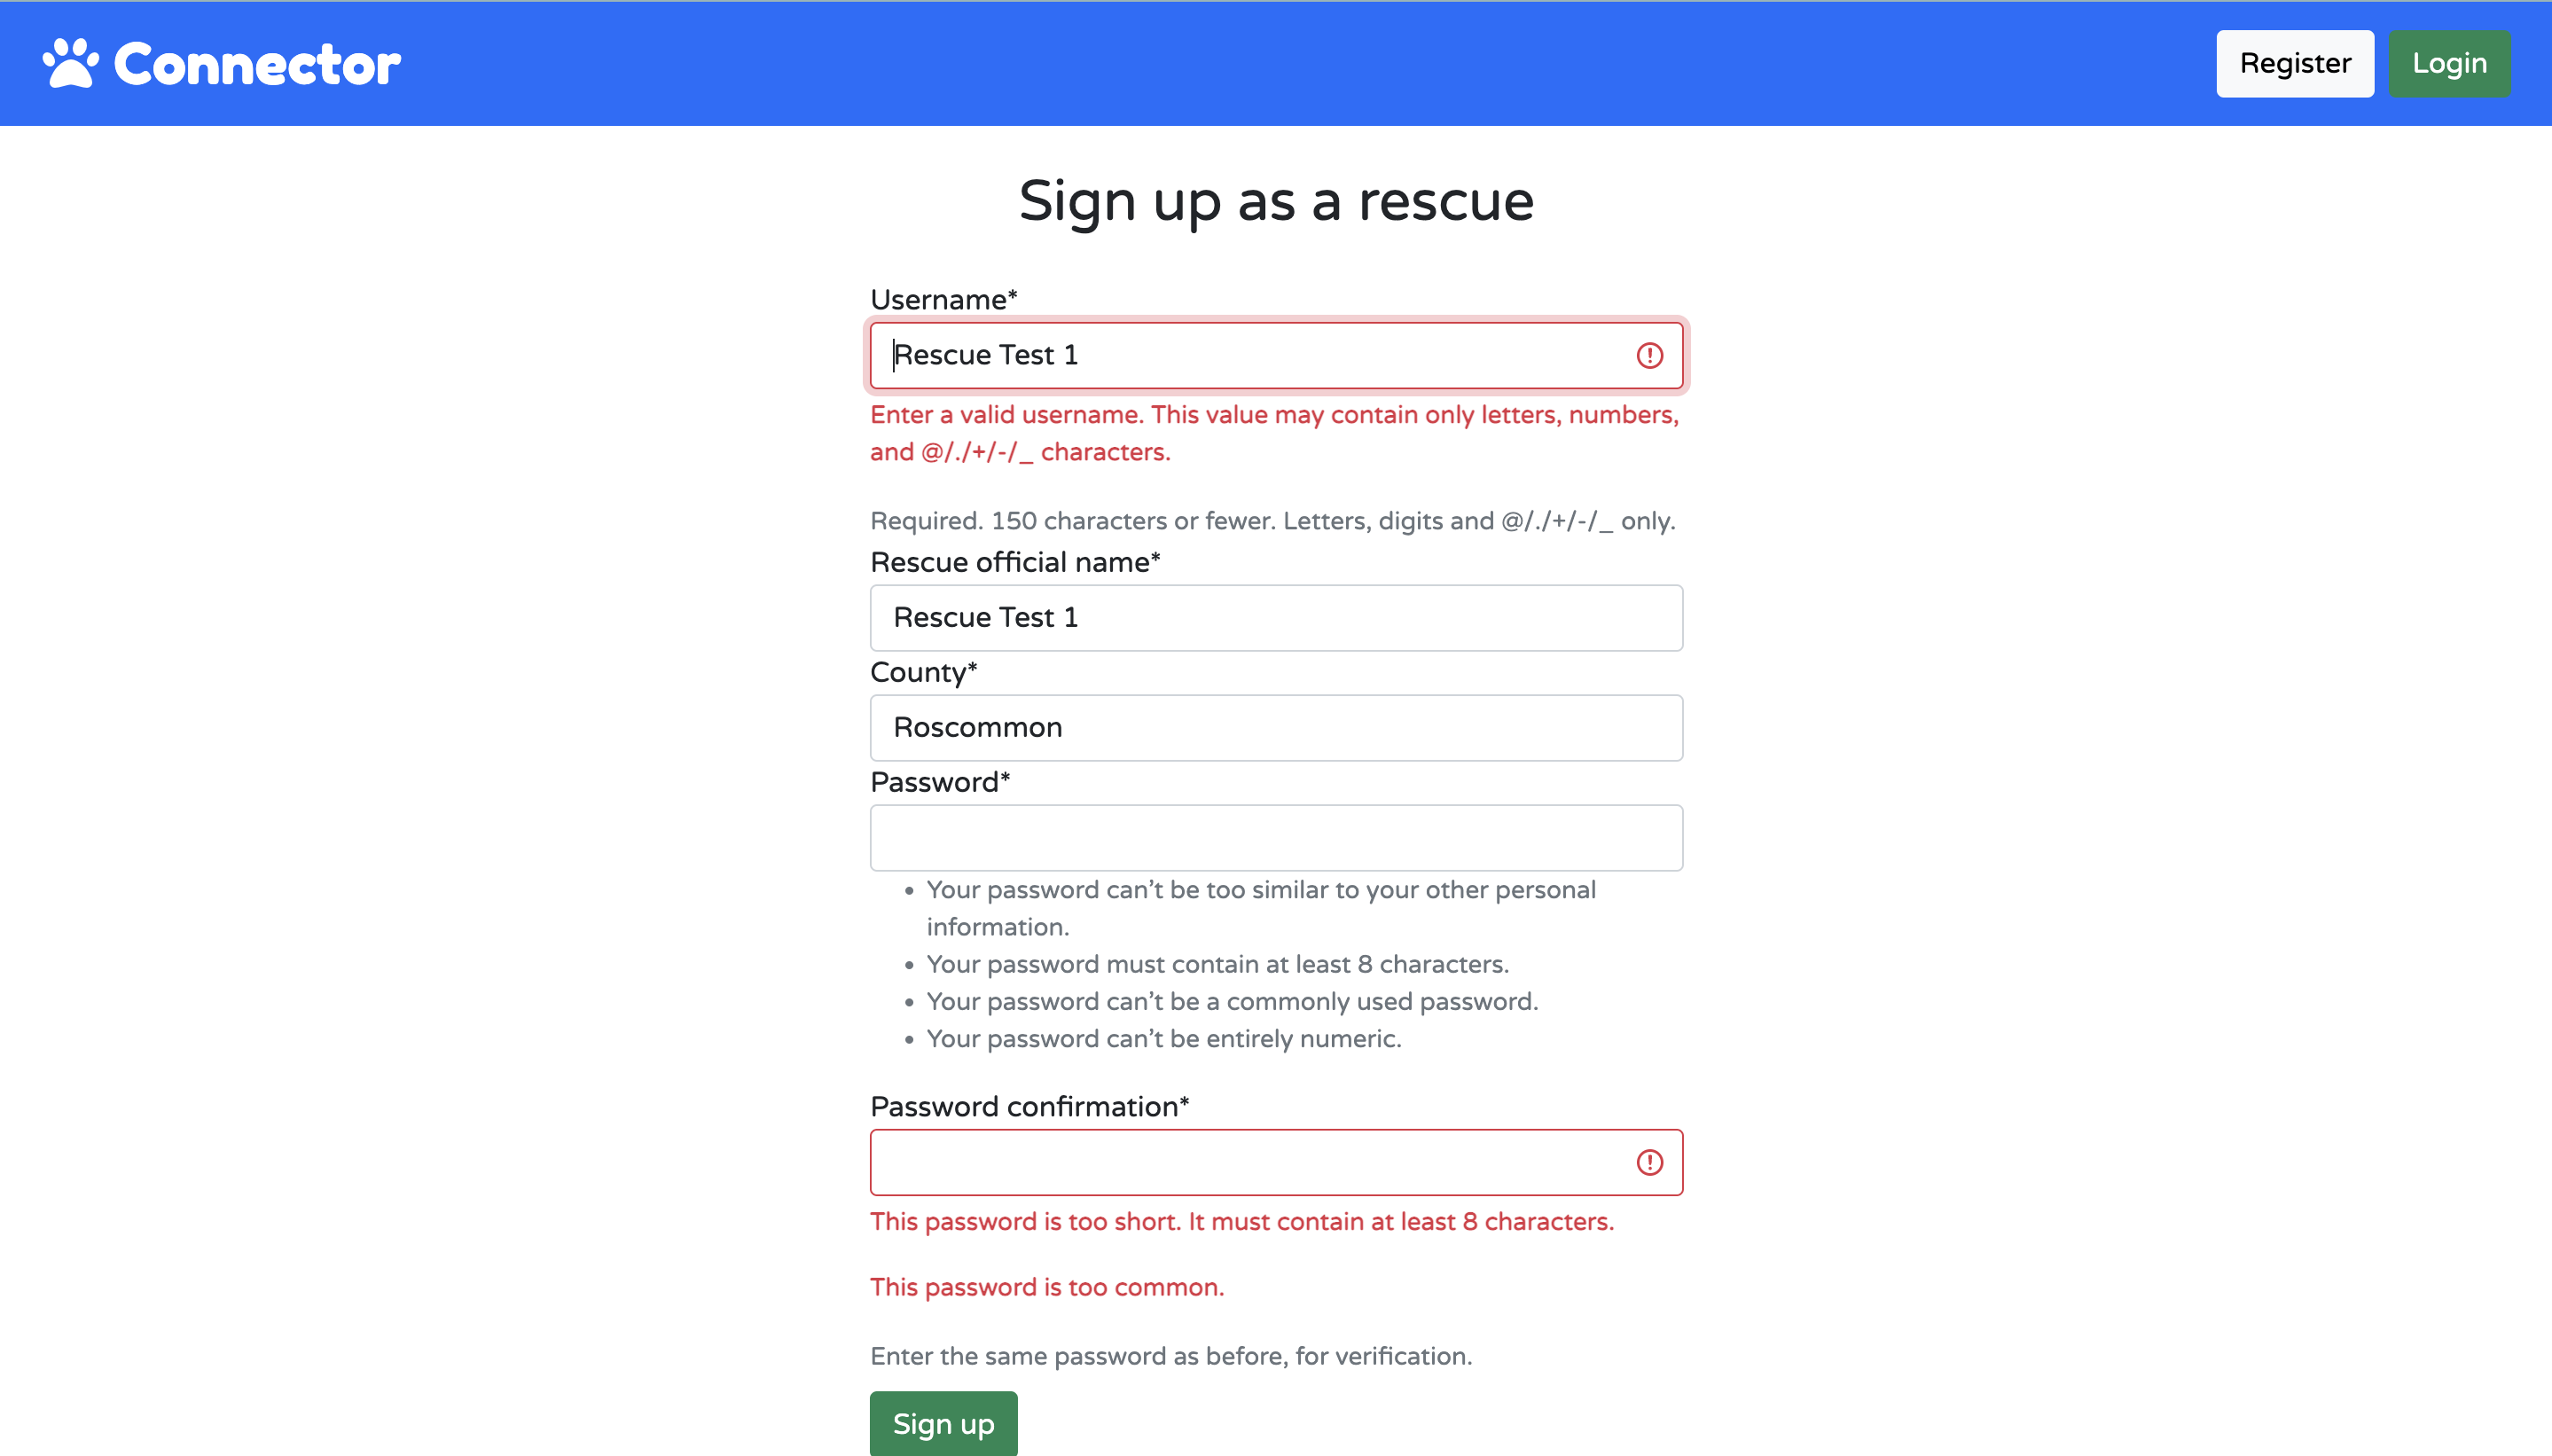 Connector
Register
Login
Sign up as a rescue
Username*
Rescue Test 1
Enter a valid username. This value may contain only letters, numbers,
and @/./+/-/_ characters.
Required. 150 characters or fewer. Letters, digits and @/./+/-/_ only.
Rescue official name*
Rescue Test 1
County*
Roscommon
Password*
• Your password can’t be too similar to your other personal
information.
• Your password must contain at least 8 characters.
• Your password can’t be a commonly used password.
• Your password can’t be entirely numeric.
Password confirmation*
This password is too short. It must contain at least 8 characters.
This password is too common.
Enter the same password as before, for verification.
Sign up